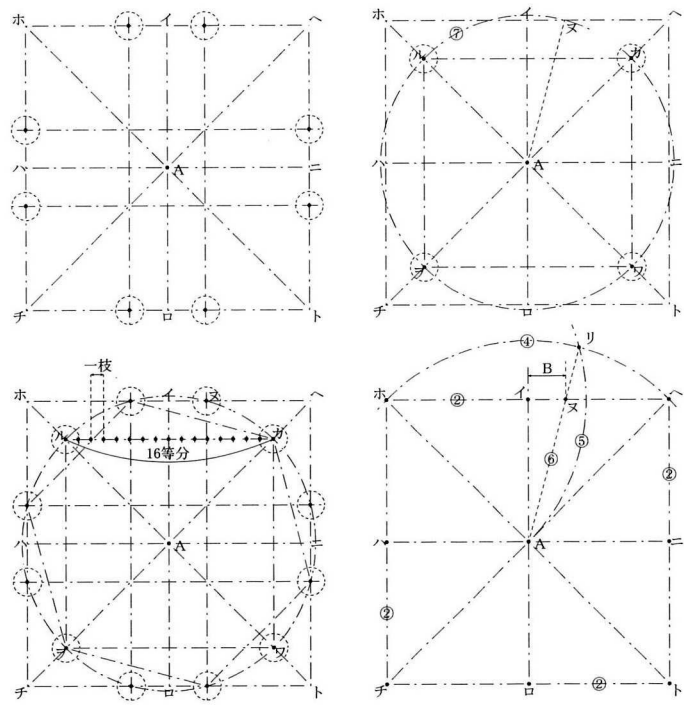 ホ イ ヘ
ハ A ニ
チ ロ ト
ホ イ ヌ ヘ
⑦
ル カ
ハ A ニ
ヲ ワ
チ ロ ト
一枝
ホ イ ヌ ヘ
ル カ
16等分
ハ A ニ
ヲ ワ
チ ロ ト
④ リ
B
ホ ② イ ヌ ヘ
⑤
⑥ ②
ハ A ニ
②
チ ロ ② ト